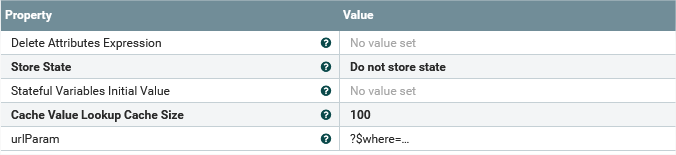 Property Value
Delete Attributes Expression ? No value set
Store State ? Do not store state
Stateful Variables Initial Value ? No value set
Cache Value Lookup Cache Size ? 100
urlParam ? ?$where=...